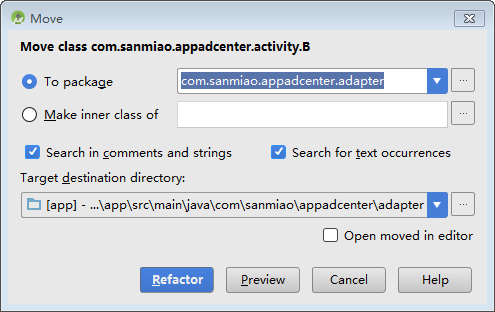 Move
Move class com.sanmiao.appadcenter.activity.B
To package com.sanmiao.appadcenter.adapter ...
Make inner class of ...
Search in comments and strings Search for text occurrences
Target destination directory:
[app] - ...\app\src\main\java\com\sanmiao\appadcenter\adapter ...
Open moved in editor
Refactor Preview Cancel Help